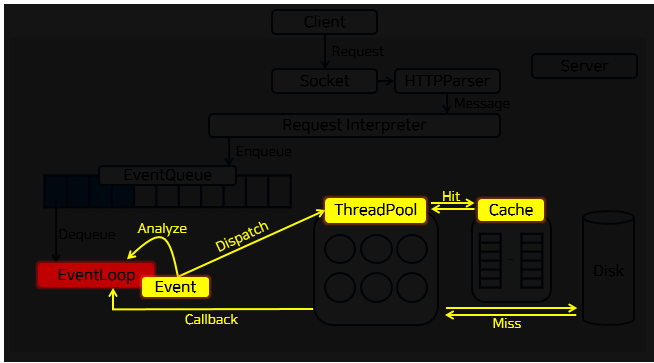 Client
Request
Socket
HTTPParser
Server
Message
Request Interpreter
Enqueue
EventQueue
Hit
ThreadPool
Cache
Analyze
Dequeue
Dispatch
EventLoop
Event
Disk
Callback
Miss